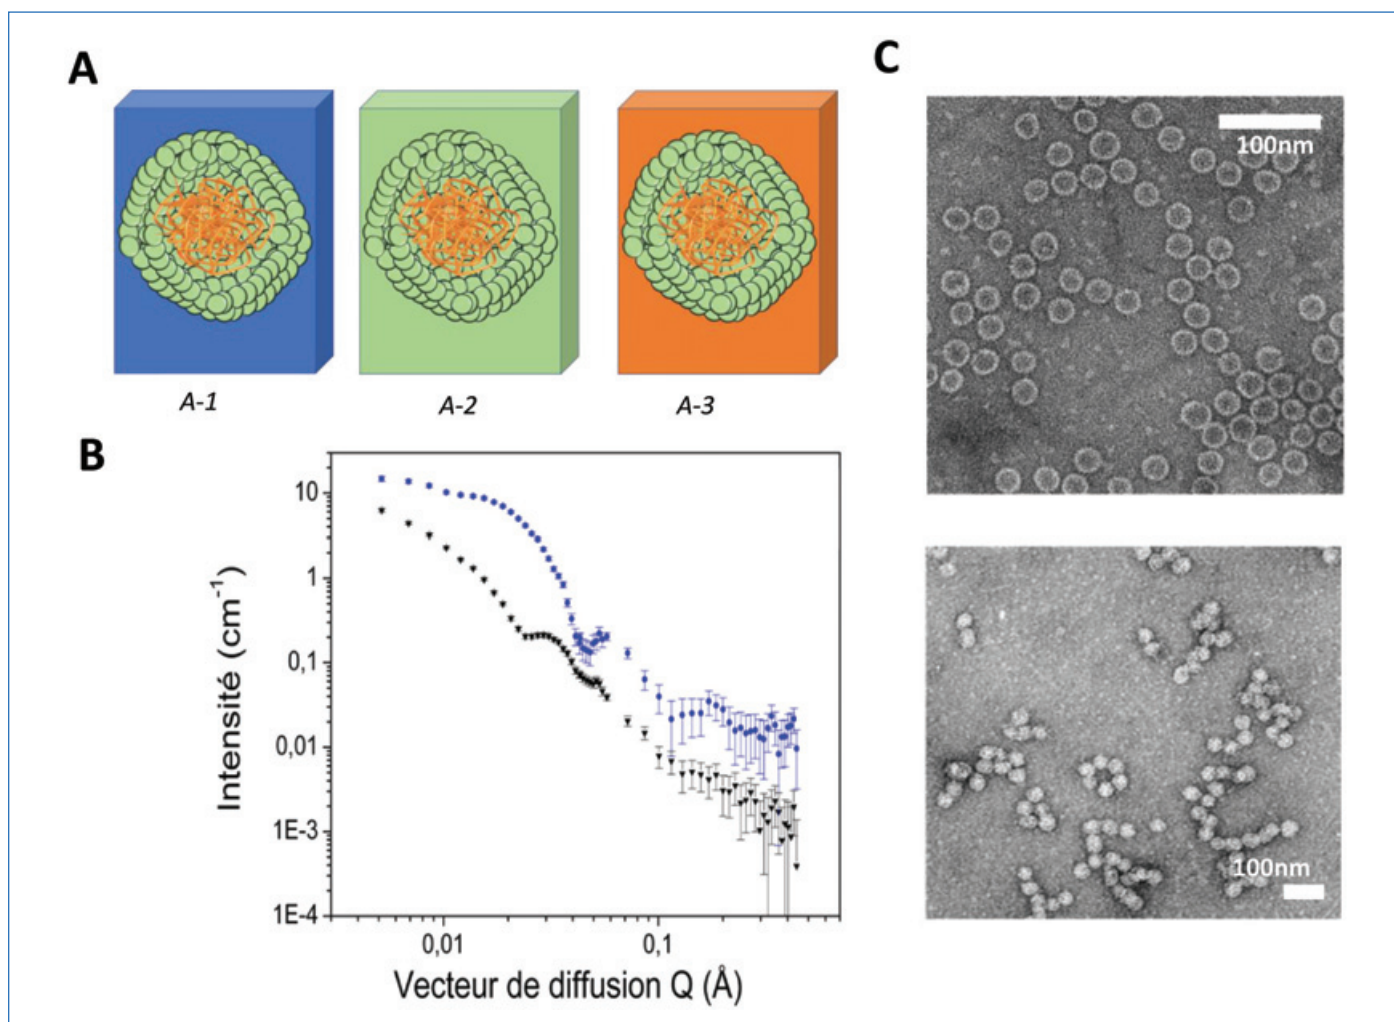 A
A-1
A-2
A-3
B
10
1
0,1
0,01
1E-3
1E-4
0,01
0,1
Intensité (cm⁻¹)
Vecteur de diffusion Q (Å)
C
100nm
100nm